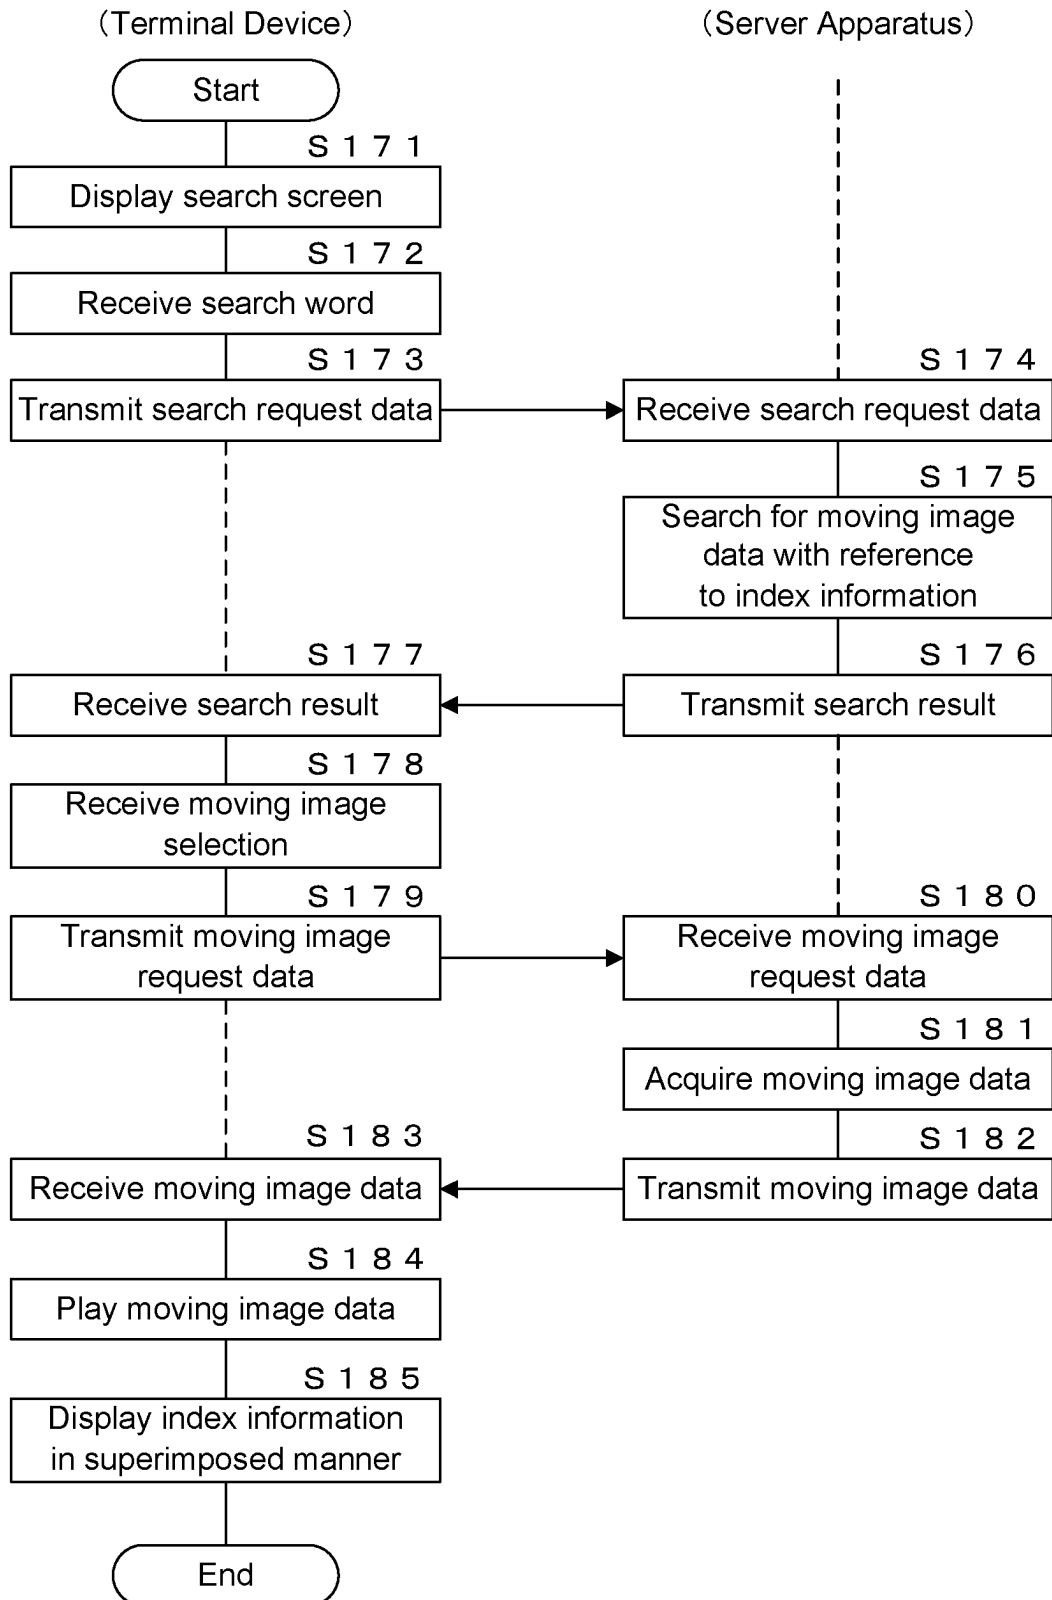 (Terminal Device)
(Server Apparatus)
Start
S171
Display search screen
S172
Receive search word
S173
Transmit search request data
S174
Receive search request data
S175
Search for moving image
data with reference
to index information
S176
Transmit search result
S177
Receive search result
S178
Receive moving image
selection
S179
Transmit moving image
request data
S180
Receive moving image
request data
S181
Acquire moving image data
S182
Transmit moving image data
S183
Receive moving image data
S184
Play moving image data
S185
Display index information
in superimposed manner
End